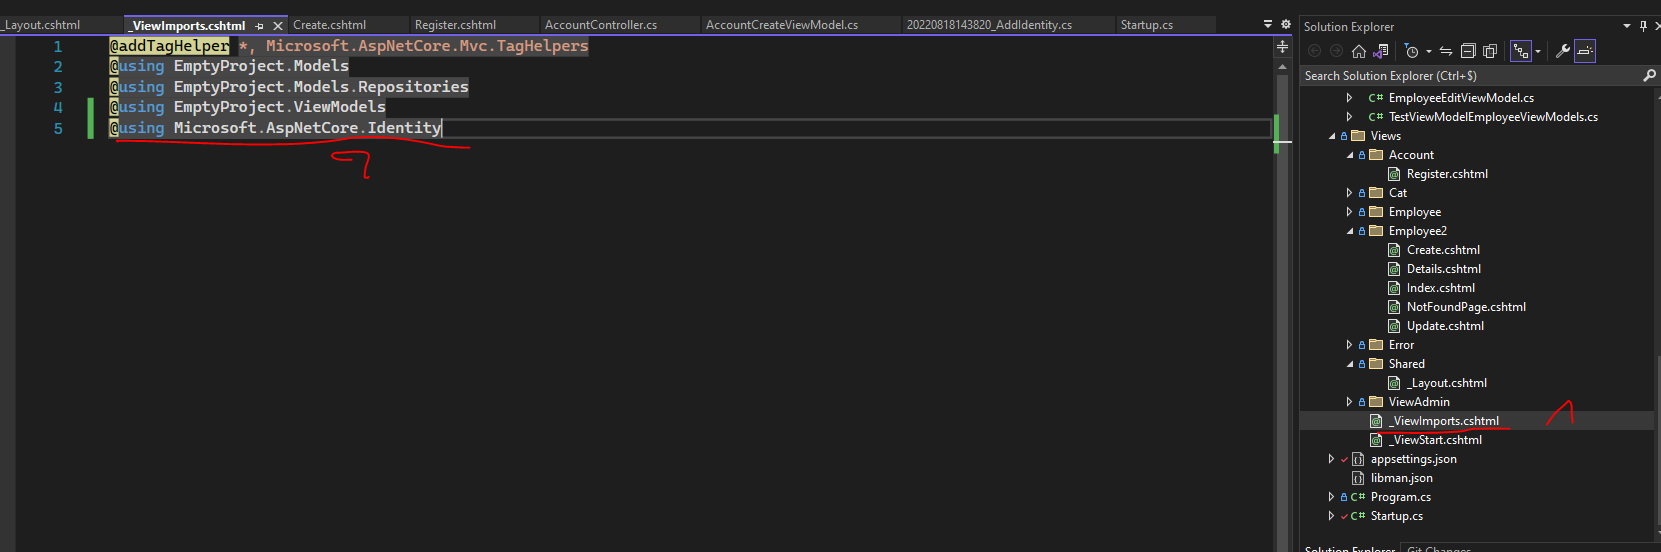 _Layout.cshtml
_ViewImports.cshtml
Create.cshtml
Register.cshtml
AccountController.cs
AccountCreateViewModel.cs
20220818143820_AddIdentity.cs
Startup.cs
1 @addTagHelper *, Microsoft.AspNetCore.Mvc.TagHelpers
2 @using EmptyProject.Models
3 @using EmptyProject.Models.Repositories
4 @using EmptyProject.ViewModels
5 @using Microsoft.AspNetCore.Identity
Solution Explorer
Search Solution Explorer (Ctrl+$)
C# EmployeeEditViewModel.cs
C# TestViewModelEmployeeViewModels.cs
Views
Account
Register.cshtml
Cat
Employee
Employee2
Create.cshtml
Details.cshtml
Index.cshtml
NotFoundPage.cshtml
Update.cshtml
Error
Shared
_Layout.cshtml
ViewAdmin
_ViewImports.cshtml
_ViewStart.cshtml
appsettings.json
libman.json
C# Program.cs
C# Startup.cs
Solution Explorer
Git Changes